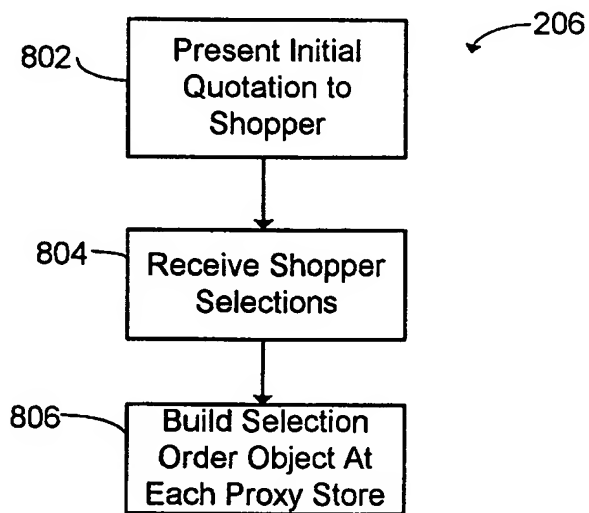 206
802
Present Initial
Quotation to
Shopper
804
Receive Shopper
Selections
806
Build Selection
Order Object At
Each Proxy Store